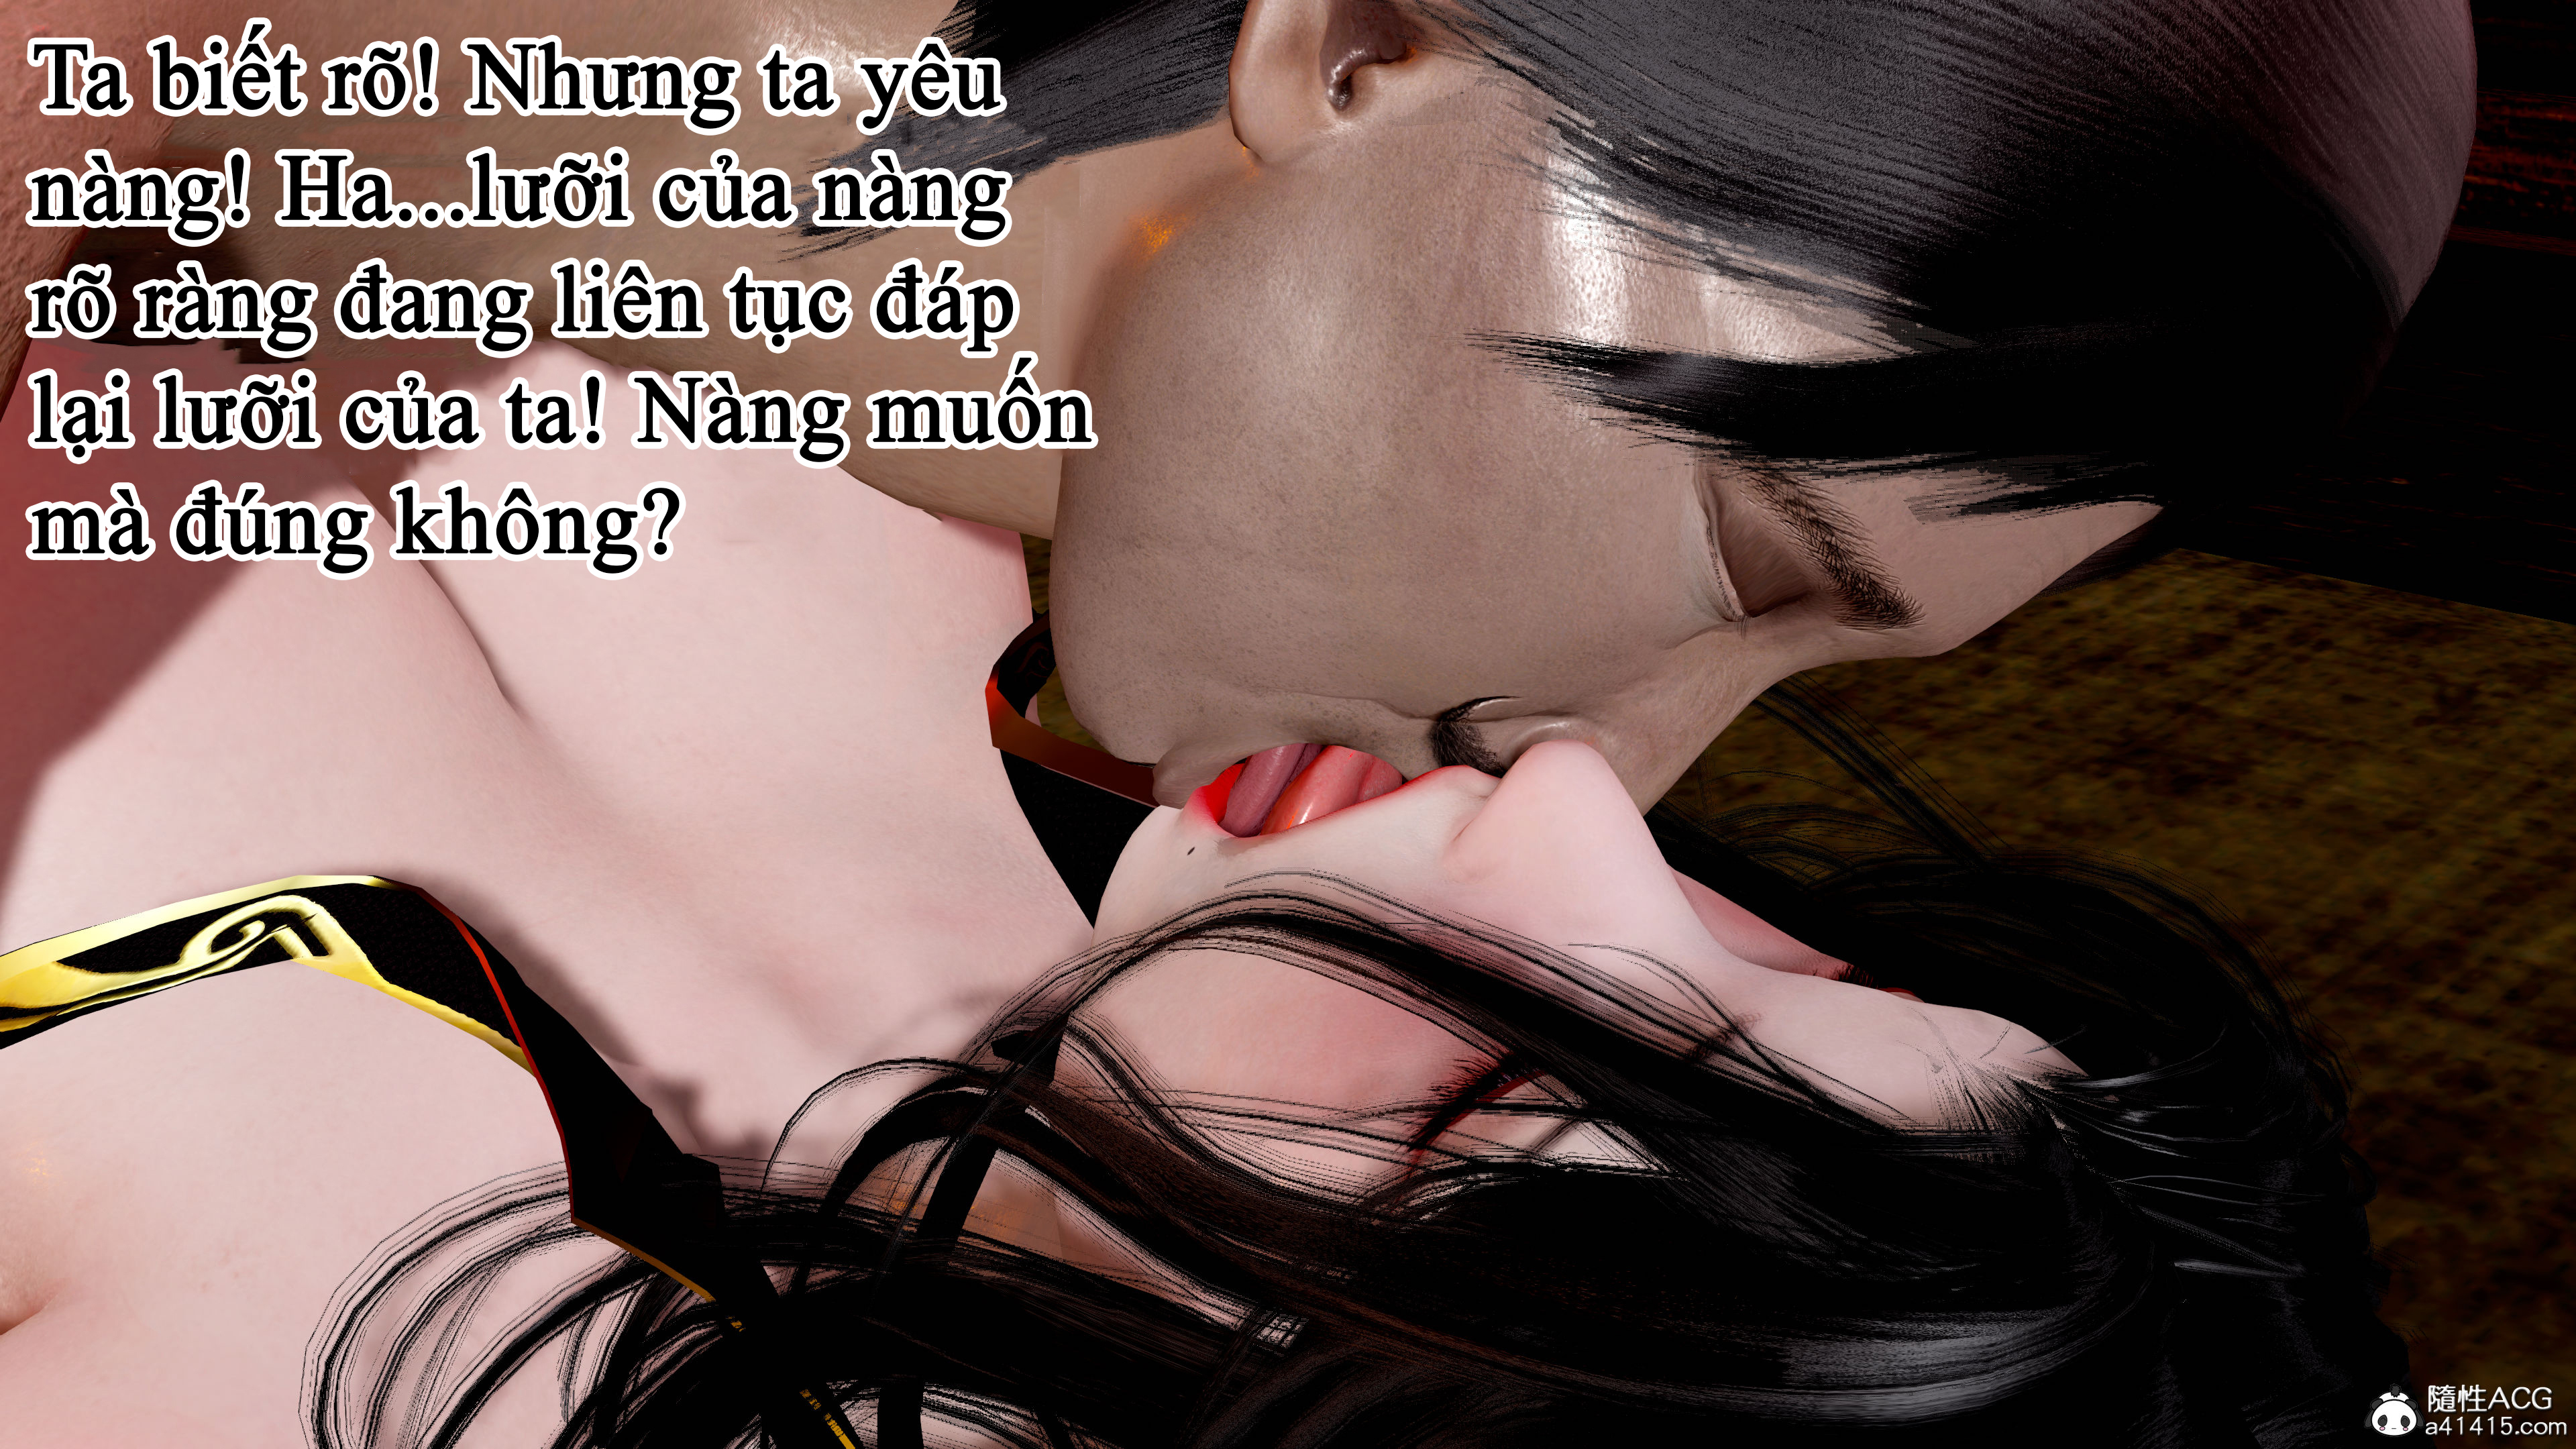 Ta biết rõ! Nhưng ta yêu
nàng! Ha...lưỡi của nàng
rõ ràng đang liên tục đáp
lại lưỡi của ta! Nàng muốn
mà đúng không?
隨性ACG
a41415.com